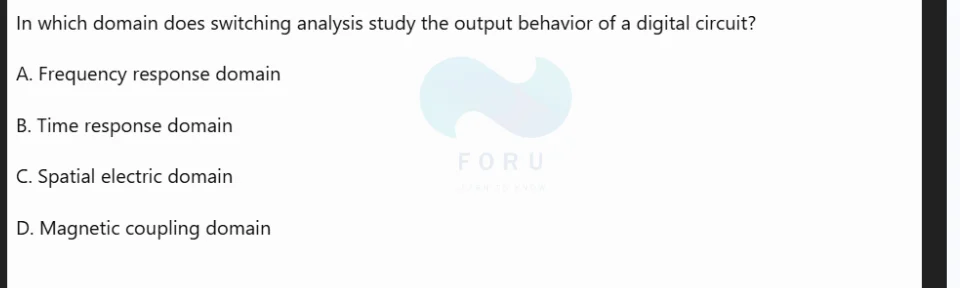 In which domain does switching analysis study the output behavior of a digital circuit?
A. Frequency response domain
B. Time response domain
C. Spatial electric domain
D. Magnetic coupling domain
FORU